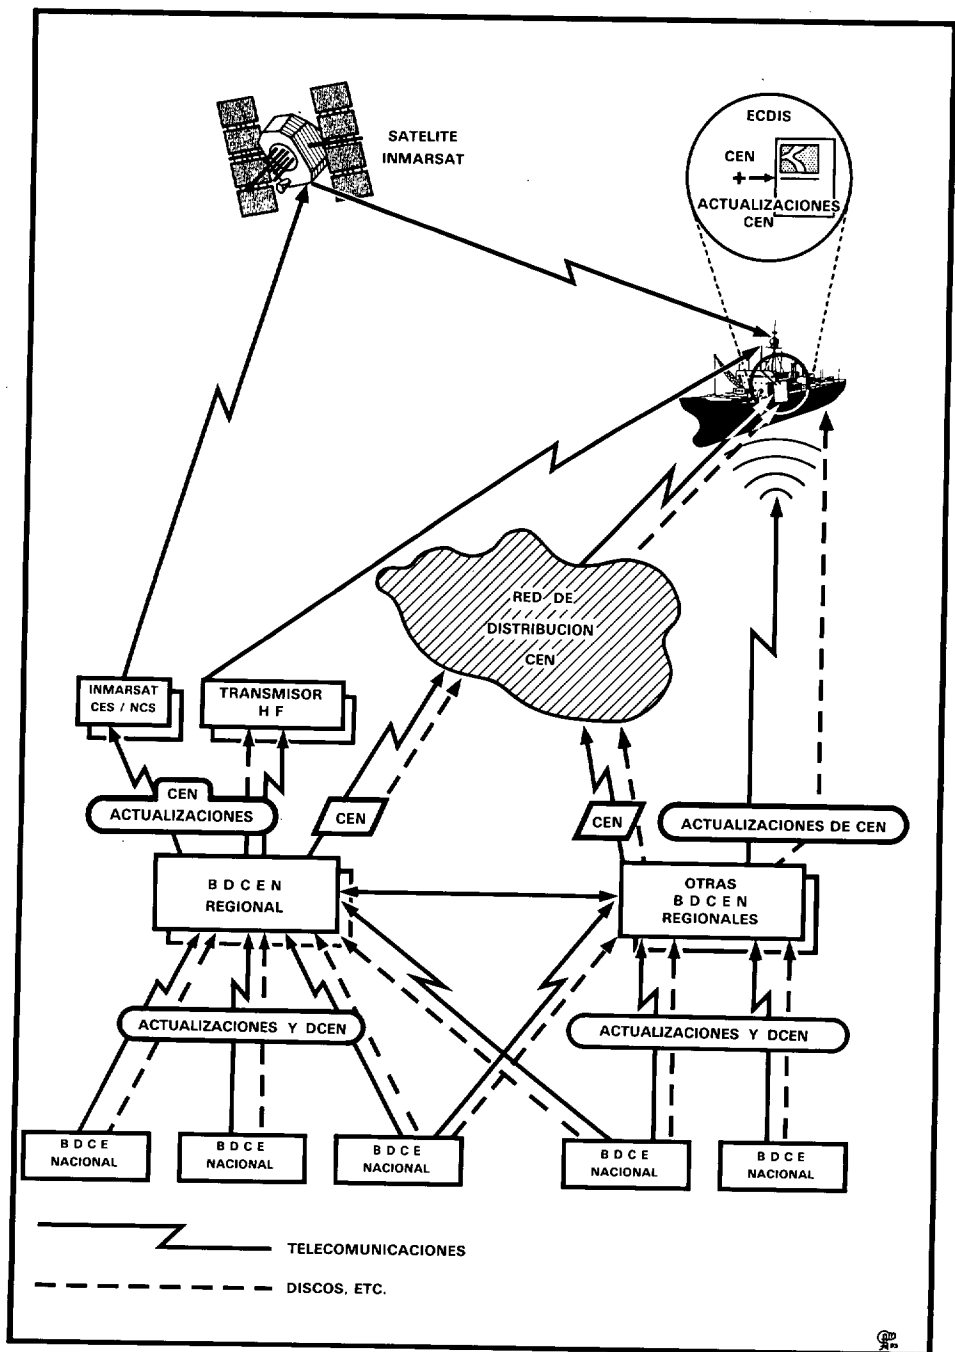 SATELITE
INMARSAT
ECDIS
CEN
+
ACTUALIZACIONES
CEN
RED DE
DISTRIBUCION
CEN
INMARSAT
CES / NCS
TRANSMISOR
H F
CEN
ACTUALIZACIONES
CEN
CEN
ACTUALIZACIONES DE CEN
B D C E N
REGIONAL
OTRAS
B D C E N
REGIONALES
ACTUALIZACIONES Y DCEN
ACTUALIZACIONES Y DCEN
B D C E
NACIONAL
B D C E
NACIONAL
B D C E
NACIONAL
B D C E
NACIONAL
B D C E
NACIONAL
TELECOMUNICACIONES
DISCOS, ETC.